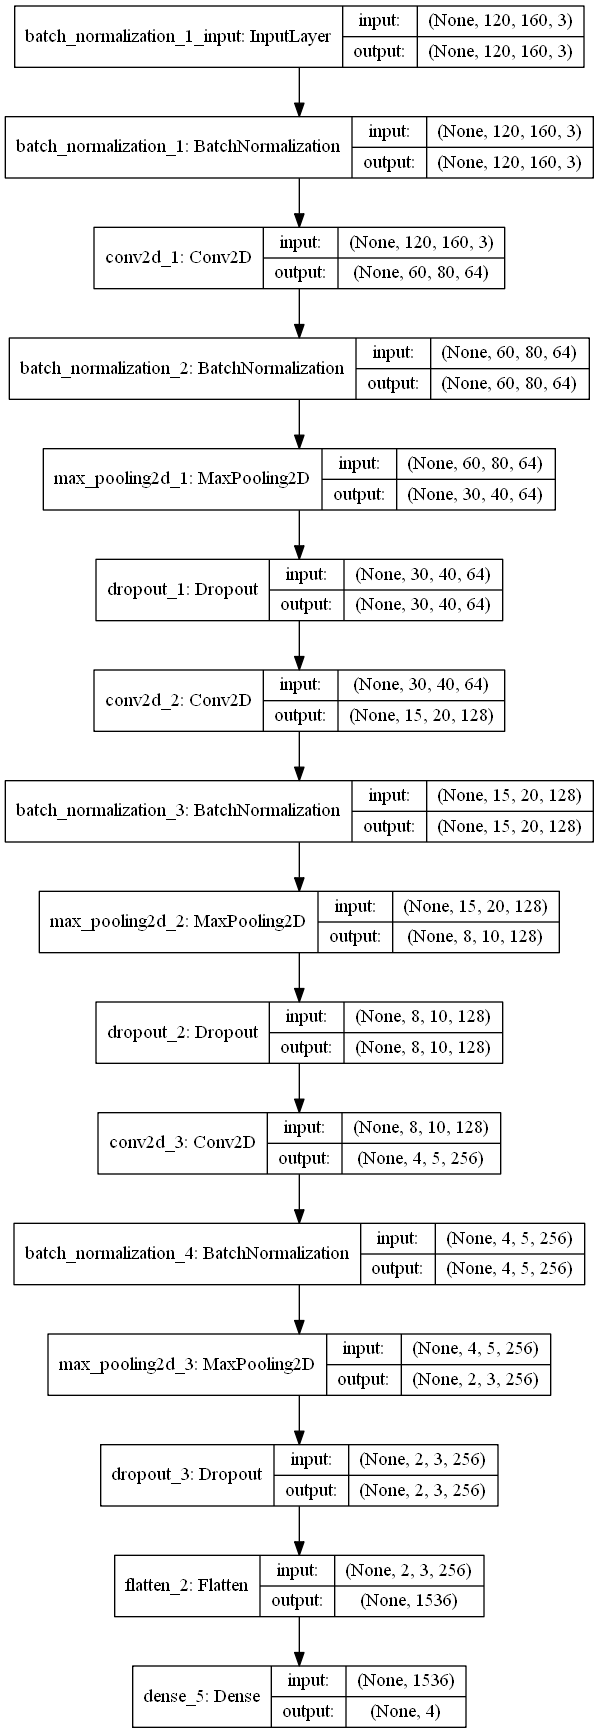 batch_normalization_1_input: InputLayer
input: (None, 120, 160, 3)
output: (None, 120, 160, 3)
batch_normalization_1: BatchNormalization
input: (None, 120, 160, 3)
output: (None, 120, 160, 3)
conv2d_1: Conv2D
input: (None, 120, 160, 3)
output: (None, 60, 80, 64)
batch_normalization_2: BatchNormalization
input: (None, 60, 80, 64)
output: (None, 60, 80, 64)
max_pooling2d_1: MaxPooling2D
input: (None, 60, 80, 64)
output: (None, 30, 40, 64)
dropout_1: Dropout
input: (None, 30, 40, 64)
output: (None, 30, 40, 64)
conv2d_2: Conv2D
input: (None, 30, 40, 64)
output: (None, 15, 20, 128)
batch_normalization_3: BatchNormalization
input: (None, 15, 20, 128)
output: (None, 15, 20, 128)
max_pooling2d_2: MaxPooling2D
input: (None, 15, 20, 128)
output: (None, 8, 10, 128)
dropout_2: Dropout
input: (None, 8, 10, 128)
output: (None, 8, 10, 128)
conv2d_3: Conv2D
input: (None, 8, 10, 128)
output: (None, 4, 5, 256)
batch_normalization_4: BatchNormalization
input: (None, 4, 5, 256)
output: (None, 4, 5, 256)
max_pooling2d_3: MaxPooling2D
input: (None, 4, 5, 256)
output: (None, 2, 3, 256)
dropout_3: Dropout
input: (None, 2, 3, 256)
output: (None, 2, 3, 256)
flatten_2: Flatten
input: (None, 2, 3, 256)
output: (None, 1536)
dense_5: Dense
input: (None, 1536)
output: (None, 4)